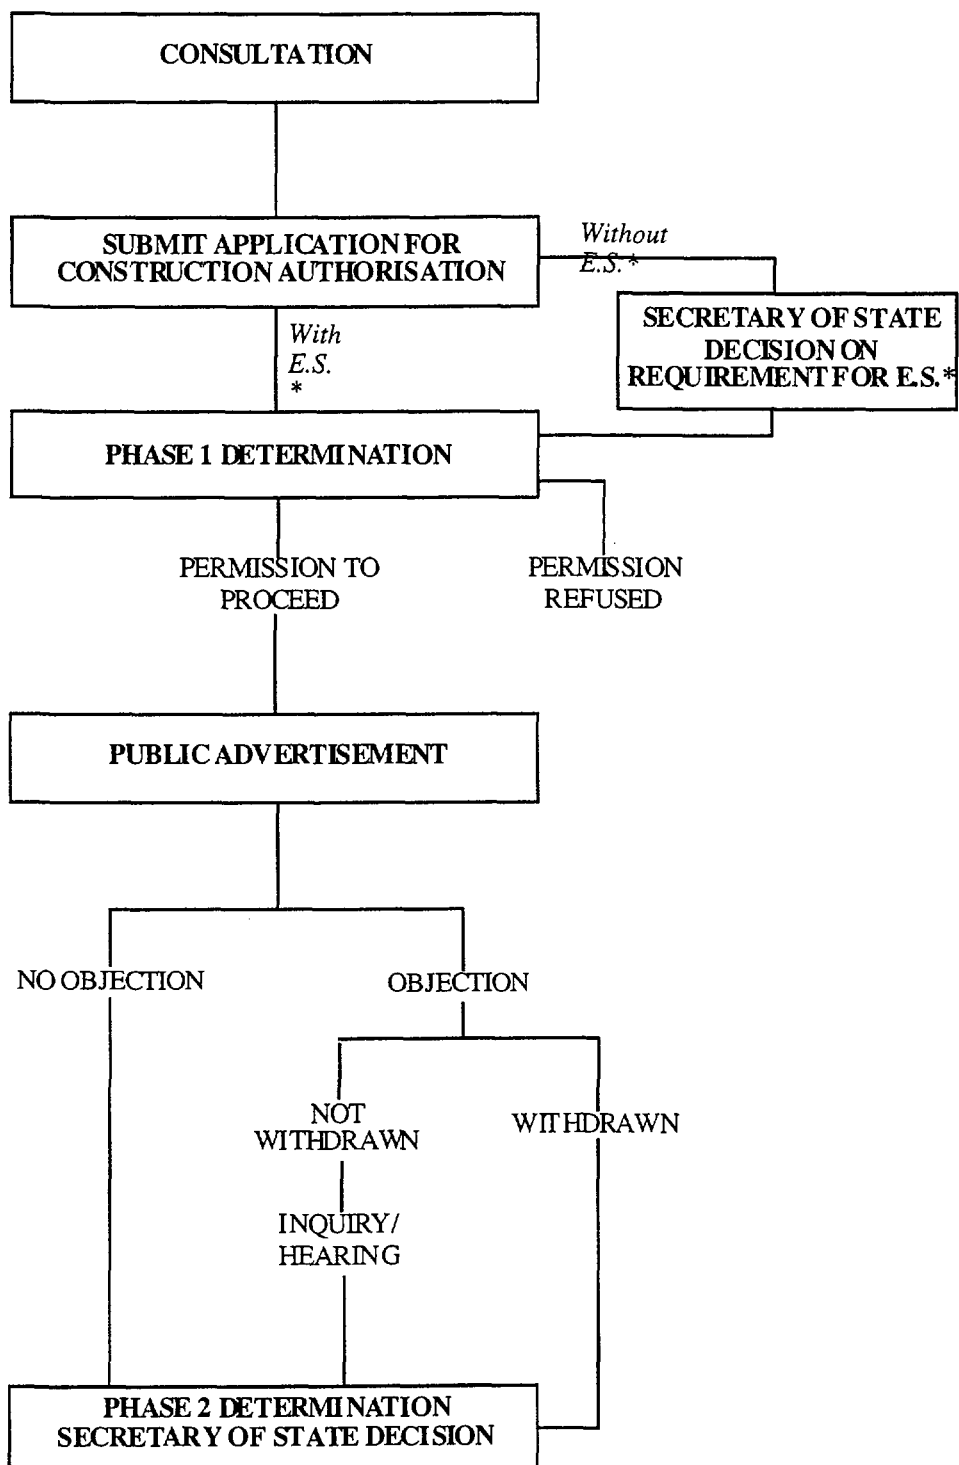 CONSULTATION
SUBMIT APPLICATION FOR
CONSTRUCTION AUTHORISATION
Without
E.S. *
SECRETARY OF STATE
DECISION ON
REQUIREMENT FOR E.S.*
With
E.S.
*
PHASE 1 DETERMINATION
PERMISSION TO
PROCEED
PERMISSION
REFUSED
PUBLIC ADVERTISEMENT
NO OBJECTION
OBJECTION
NOT
WITHDRAWN
WITHDRAWN
INQUIRY/
HEARING
PHASE 2 DETERMINATION
SECRETARY OF STATE DECISION